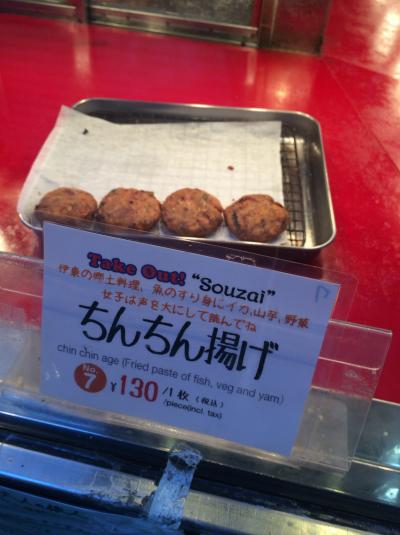 Take Out! "Souzai"
伊東の郷土料理、魚のすり身にイカ、山芋、野菜
女子は声を大にして読んでね
ちんちん揚げ
chin chin age (Fried paste of fish, veg and yam)
No. 7 ¥130/1枚(税込)
/piece(incl. tax)